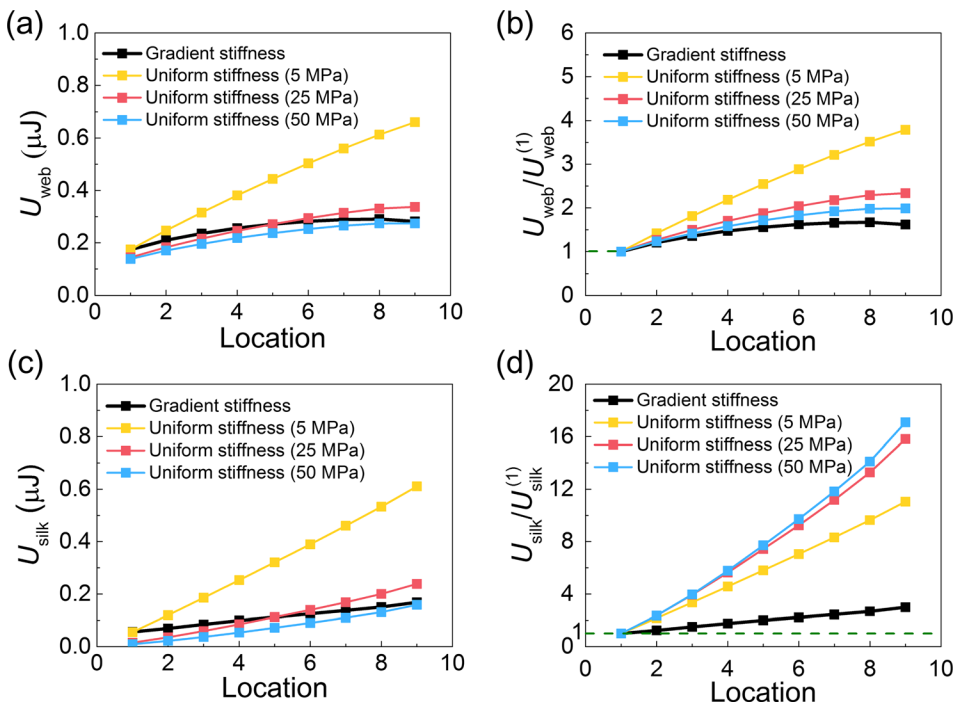 (a)
1.0
0.8
0.6
0.4
0.2
0.0
U_web (μJ)
Gradient stiffness
Uniform stiffness (5 MPa)
Uniform stiffness (25 MPa)
Uniform stiffness (50 MPa)
0 2 4 6 8 10
Location
(b)
6
5
4
3
2
1
0
U_web/U_web^(1)
Gradient stiffness
Uniform stiffness (5 MPa)
Uniform stiffness (25 MPa)
Uniform stiffness (50 MPa)
0 2 4 6 8 10
Location
(c)
1.0
0.8
0.6
0.4
0.2
0.0
U_silk (μJ)
Gradient stiffness
Uniform stiffness (5 MPa)
Uniform stiffness (25 MPa)
Uniform stiffness (50 MPa)
0 2 4 6 8 10
Location
(d)
20
16
12
8
4
1
0
U_silk/U_silk^(1)
Gradient stiffness
Uniform stiffness (5 MPa)
Uniform stiffness (25 MPa)
Uniform stiffness (50 MPa)
0 2 4 6 8 10
Location